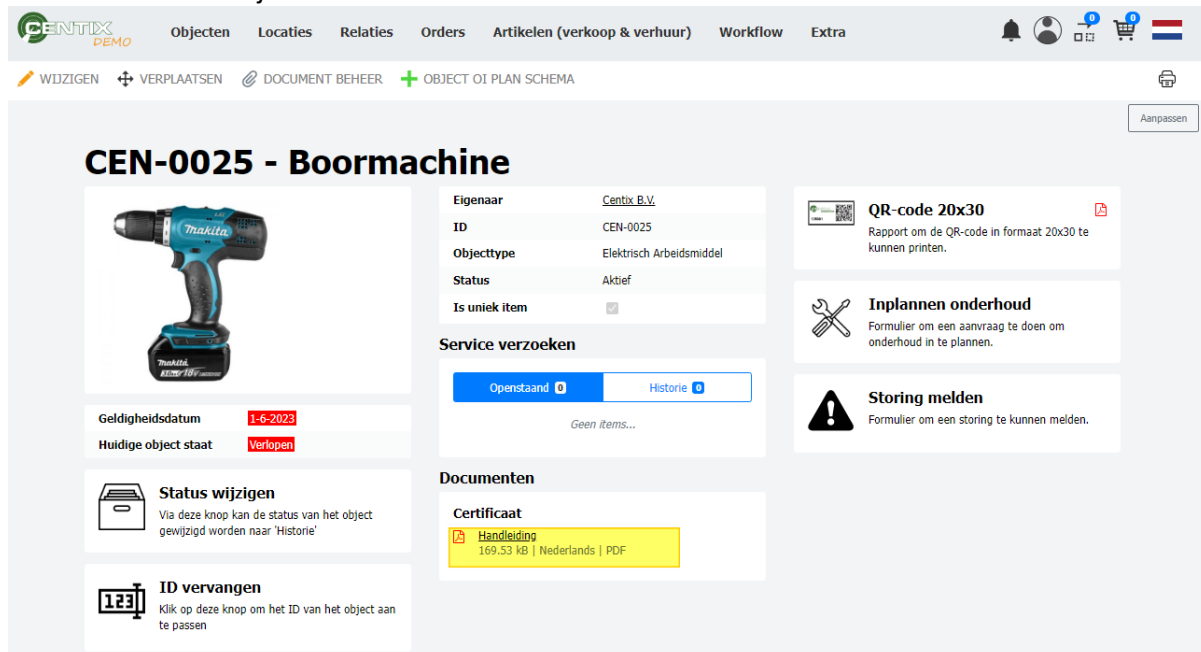 CENTIX
DEMO
Objecten Locaties Relaties Orders Artikelen (verkoop & verhuur) Workflow Extra
0 0
WIJZIGEN VERPLAATSEN DOCUMENT BEHEER OBJECT OI PLAN SCHEMA
Aanpassen
CEN-0025 - Boormachine
makita
makita
18V
Geldigheidsdatum 1-6-2023
Huidige object staat Verlopen
Status wijzigen
Via deze knop kan de status van het object
gewijzigd worden naar 'Historie'
123
ID vervangen
Klik op deze knop om het ID van het object aan
te passen
Eigenaar Centix B.V.
ID CEN-0025
Objecttype Elektrisch Arbeidsmiddel
Status Aktief
Is uniek item
Service verzoeken
Openstaand 0 Historie 0
Geen items...
Documenten
Certificaat
Handleiding
169.53 kB | Nederlands | PDF
QR-code 20x30
Rapport om de QR-code in formaat 20x30 te
kunnen printen.
Inplannen onderhoud
Formulier om een aanvraag te doen om
onderhoud in te plannen.
Storing melden
Formulier om een storing te kunnen melden.